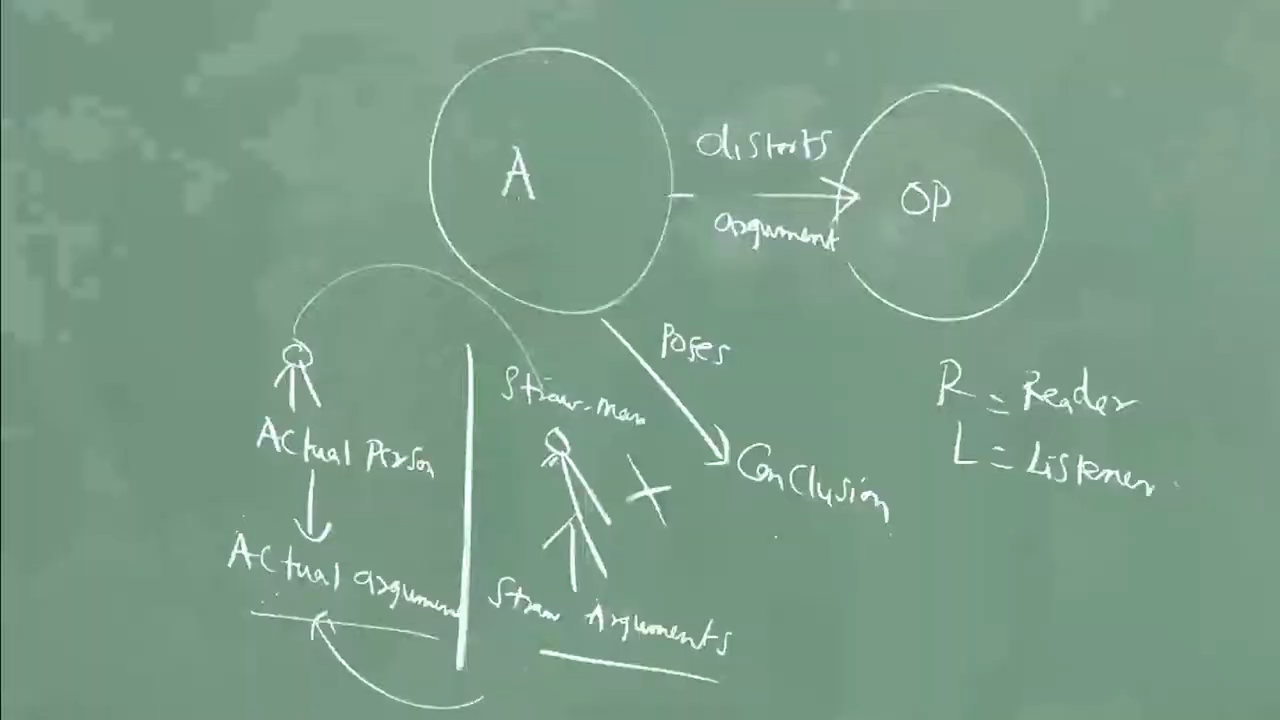 A
distorts
argument
OP
Poses
Conclusion
R = Reader
L = Listener
Actual Person
Actual argument
Straw-man
Straw Arguments